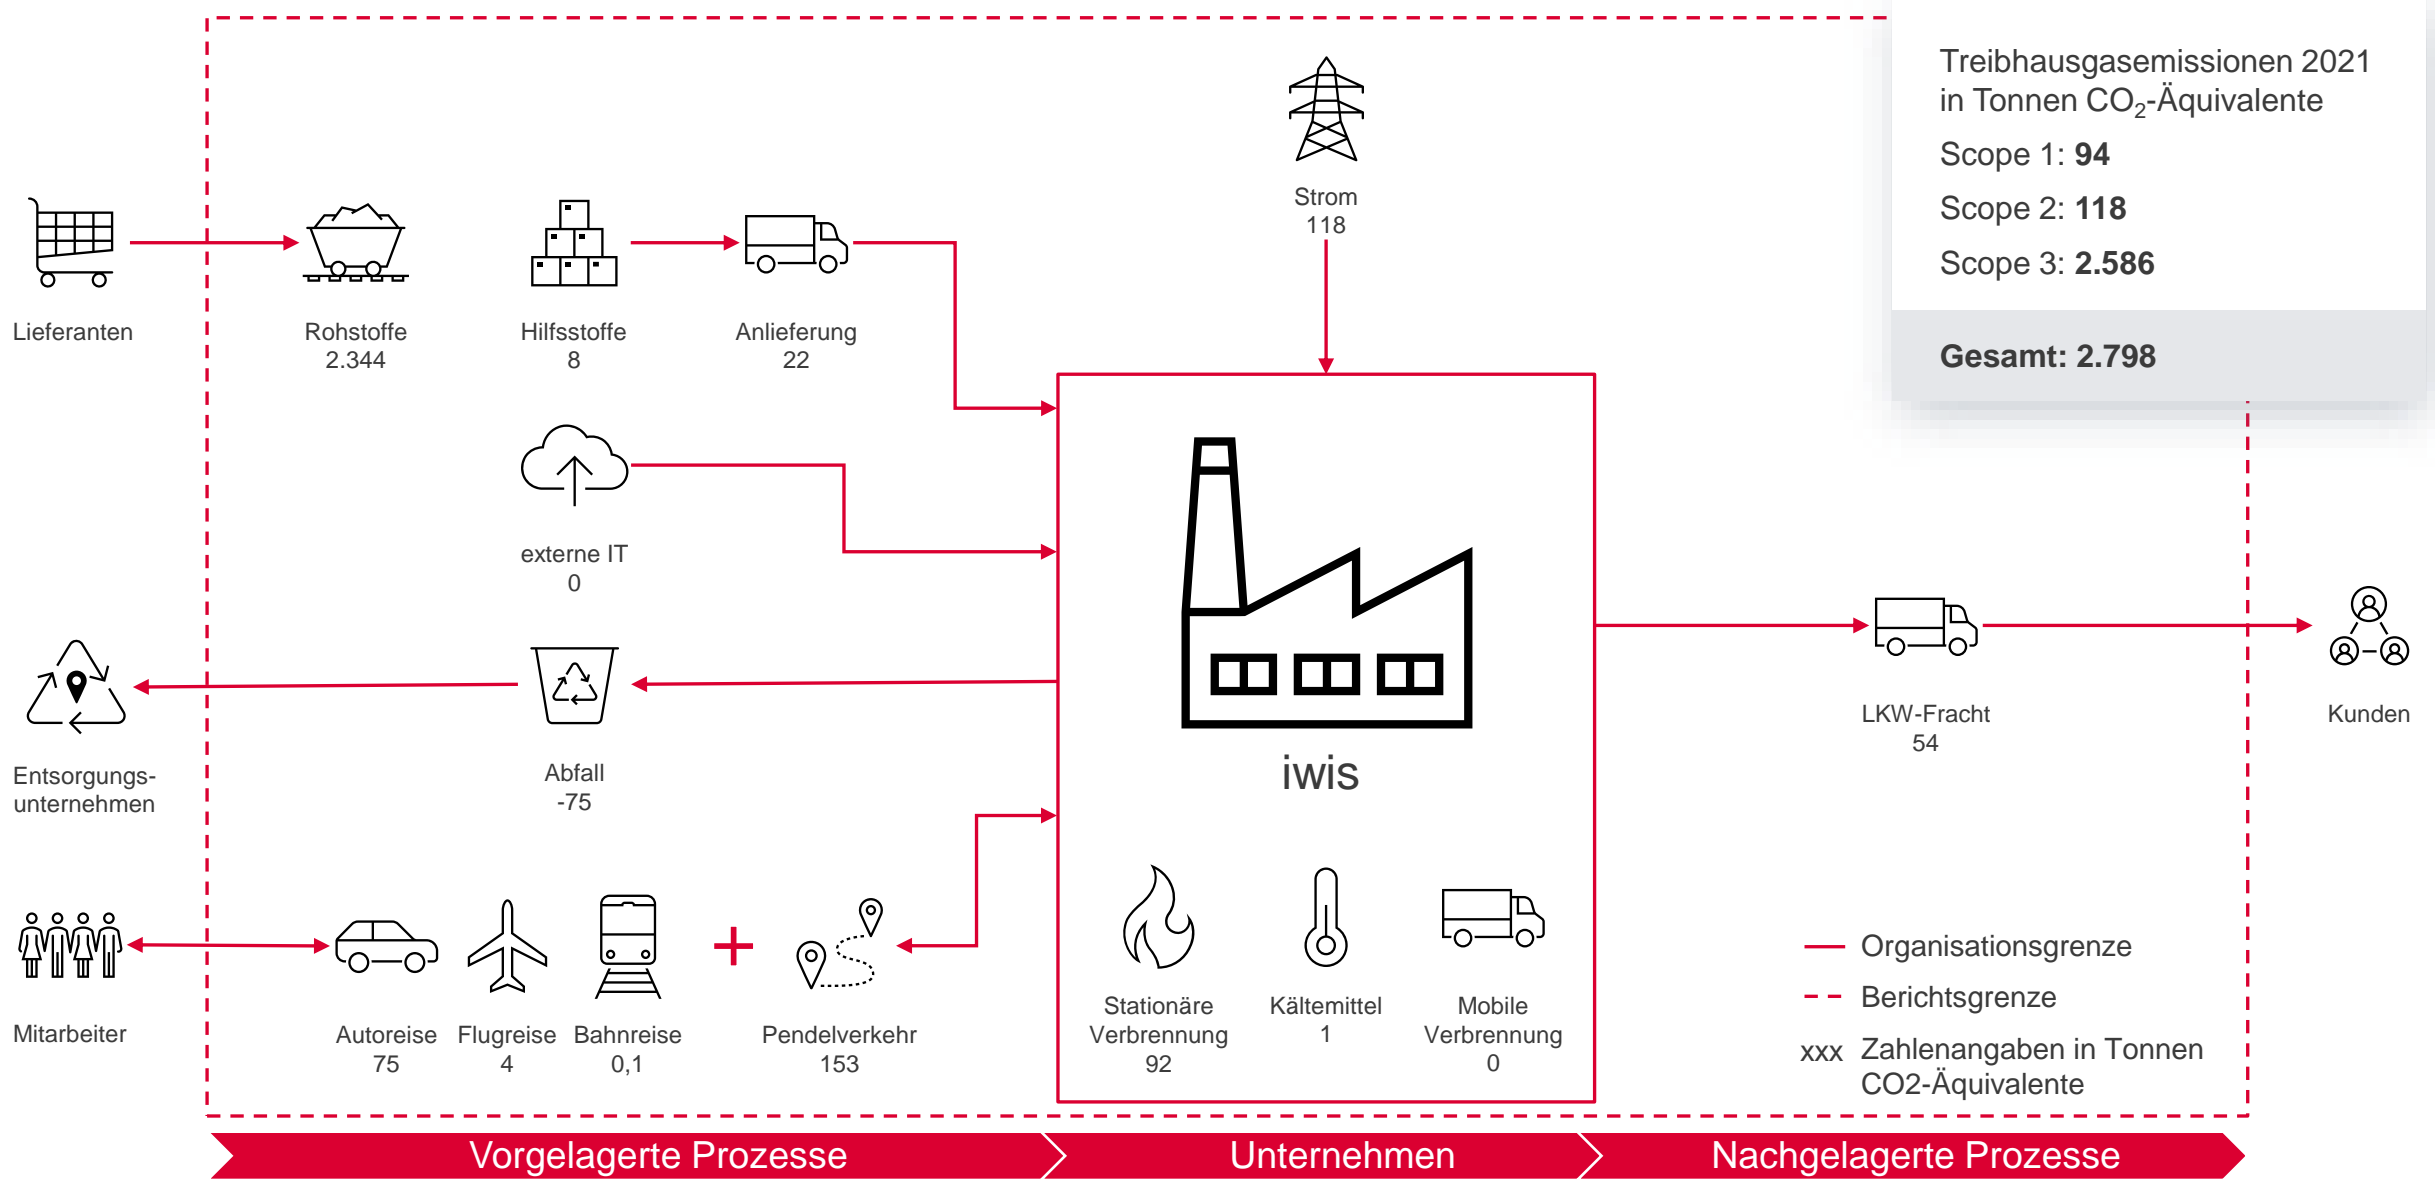 Treibhausgasemissionen 2021
in Tonnen CO₂-Äquivalente
Scope 1: 94
Scope 2: 118
Scope 3: 2.586
Gesamt: 2.798
Strom
118
Lieferanten
Rohstoffe
2.344
Hilfsstoffe
8
Anlieferung
22
externe IT
0
Entsorgungs-
unternehmen
Abfall
-75
iwis
LKW-Fracht
54
Kunden
Mitarbeiter
Autoreise
75
Flugreise
4
Bahnreise
0,1
+
Pendelverkehr
153
Stationäre
Verbrennung
92
Kältemittel
1
Mobile
Verbrennung
0
Organisationsgrenze
Berichtsgrenze
xxx Zahlenangaben in Tonnen
CO2-Äquivalente
Vorgelagerte Prozesse
Unternehmen
Nachgelagerte Prozesse